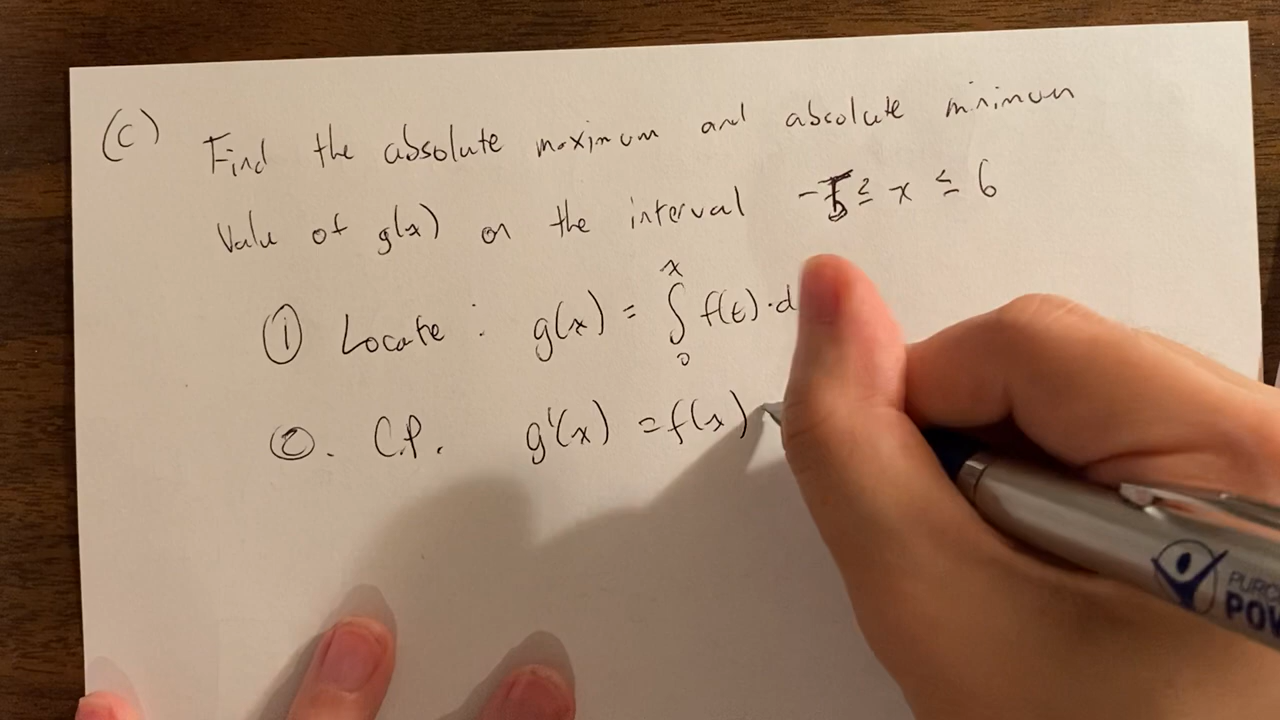 (c) Find the absolute maximum and absolute minimum
Value of g(x) on the interval -5 ≤ x ≤ 6
① Locate : g(x) = ∫₀ˣ f(t)·d
②. C.P. g'(x) = f(x)